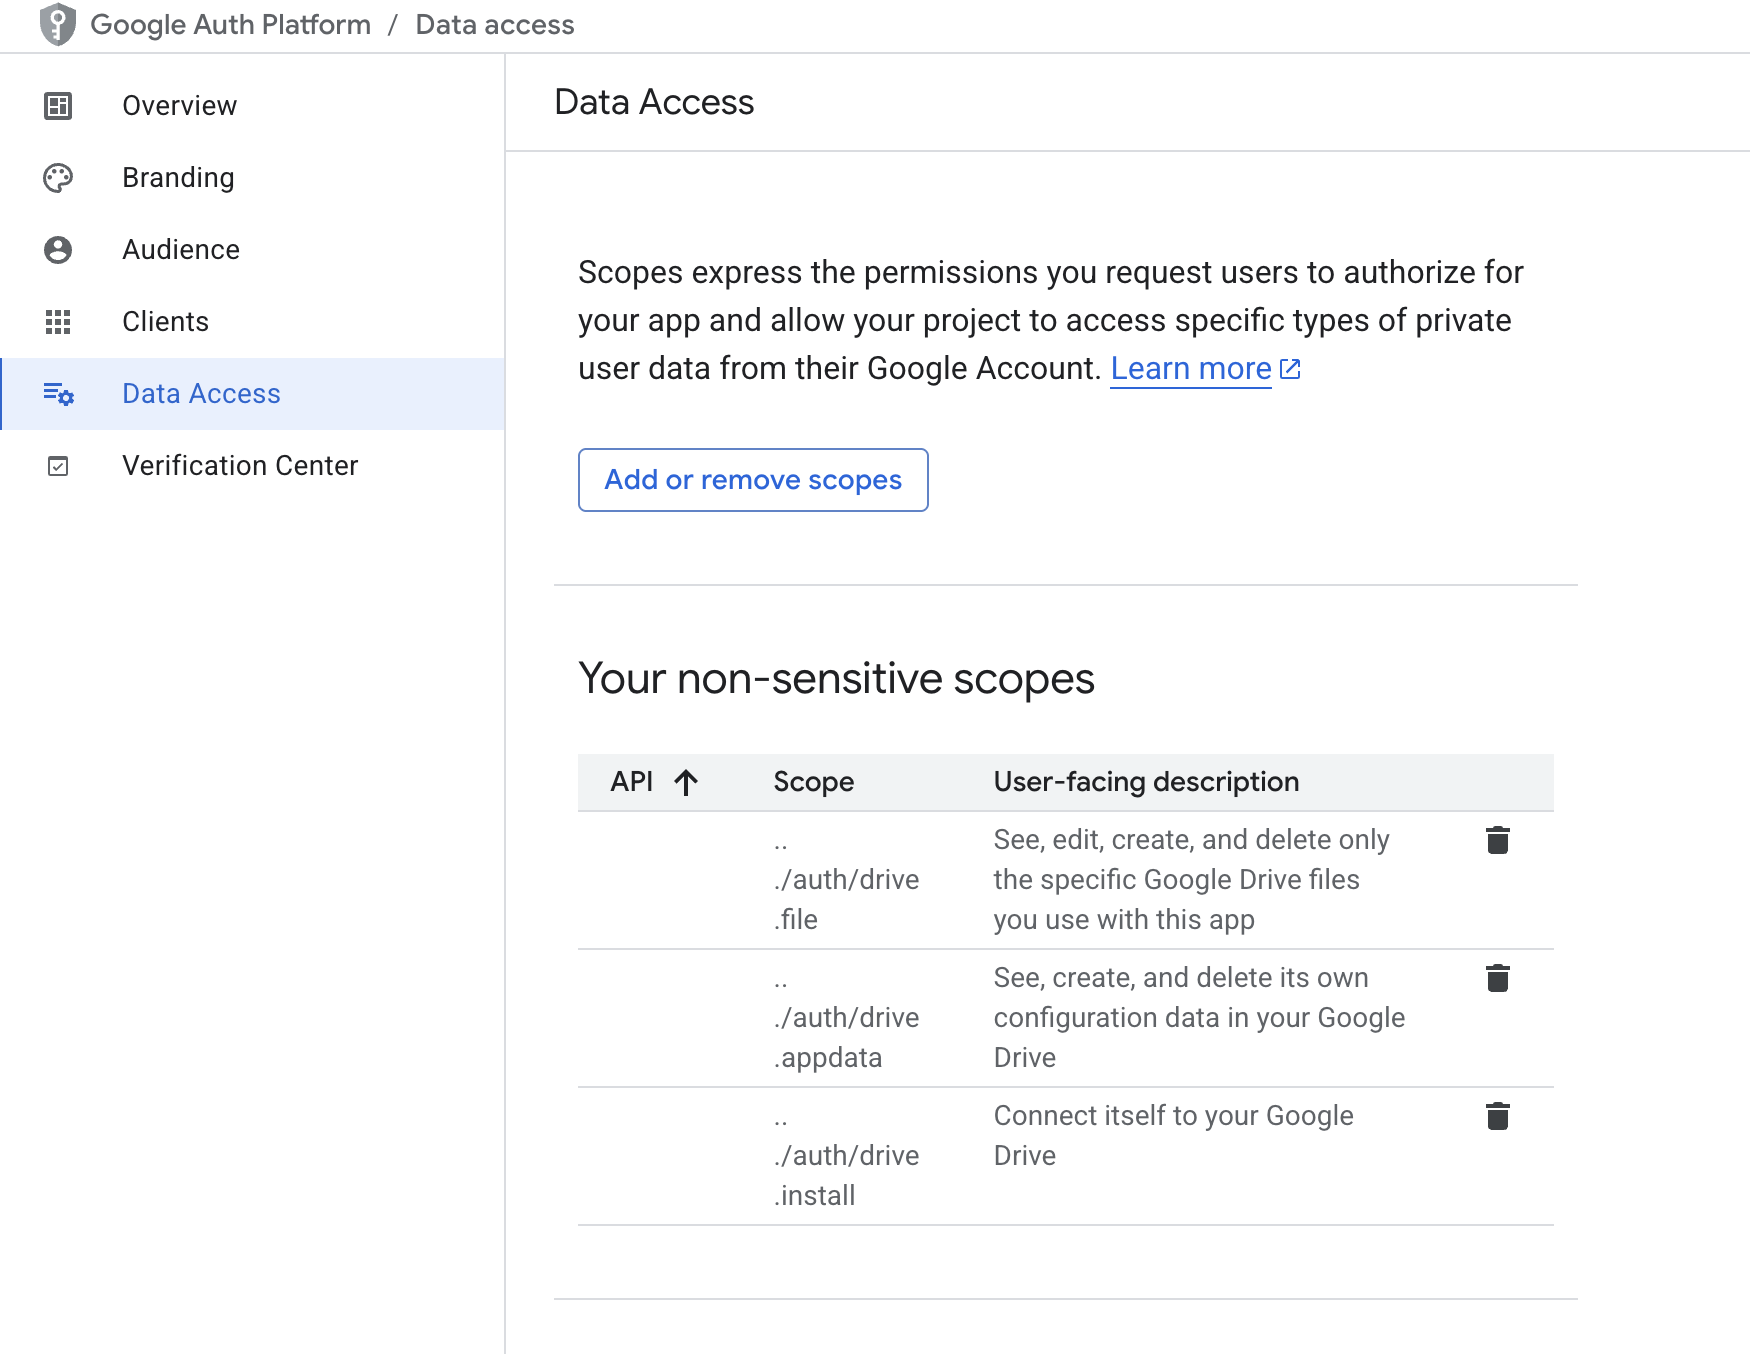 Google Auth Platform / Data access
Overview
Branding
Audience
Clients
Data Access
Verification Center
Data Access
Scopes express the permissions you request users to authorize for
your app and allow your project to access specific types of private
user data from their Google Account. Learn more
Add or remove scopes
Your non-sensitive scopes
API Scope User-facing description
..
./auth/drive
.file
See, edit, create, and delete only
the specific Google Drive files
you use with this app
..
./auth/drive
.appdata
See, create, and delete its own
configuration data in your Google
Drive
..
./auth/drive
.install
Connect itself to your Google
Drive